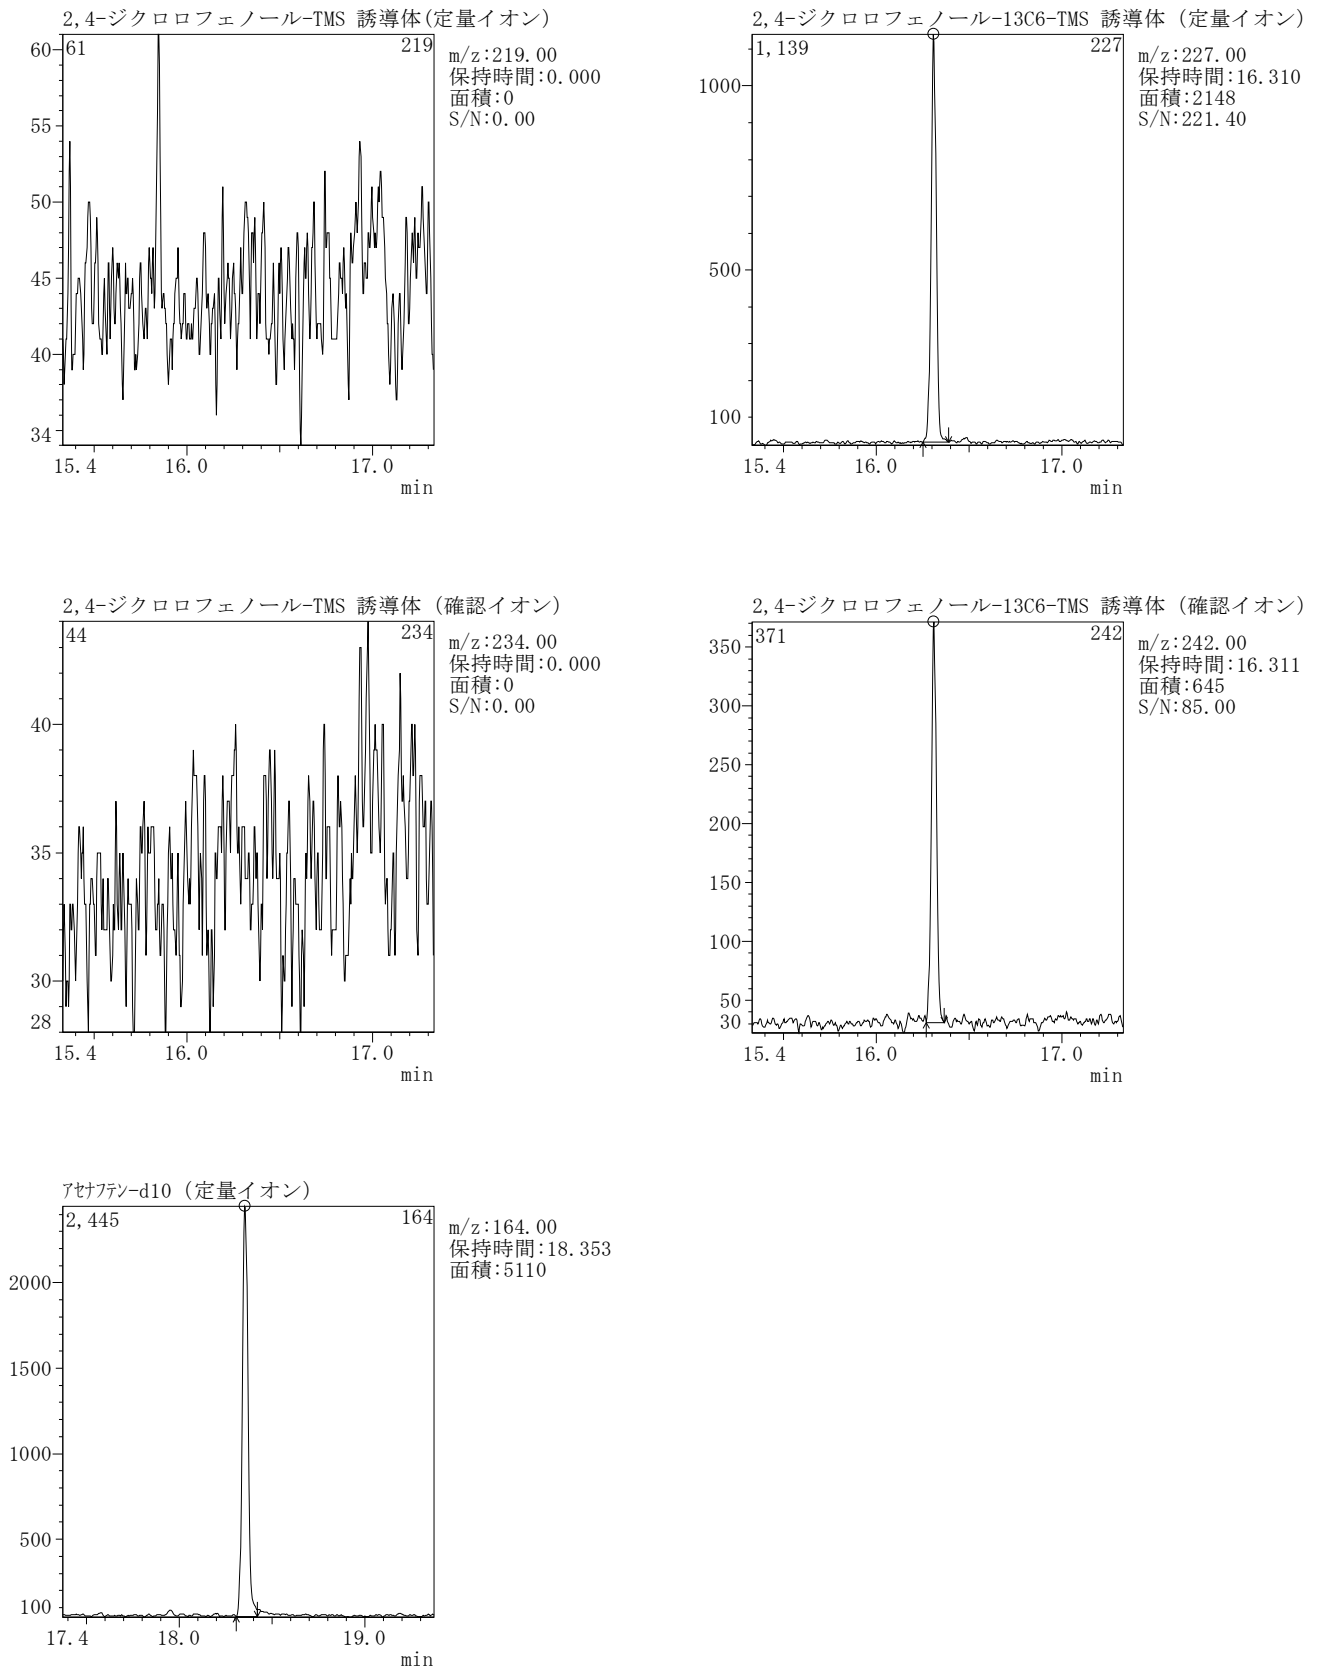 2,4-ジクロロフェノール-TMS 誘導体(定量イオン)
61
219
m/z:219.00
保持時間:0.000
面積:0
S/N:0.00
60
55
50
45
40
34
15.4
16.0
17.0
min
2,4-ジクロロフェノール-13C6-TMS 誘導体 (定量イオン)
1,139
227
m/z:227.00
保持時間:16.310
面積:2148
S/N:221.40
1000
500
100
15.4
16.0
17.0
min
2,4-ジクロロフェノール-TMS 誘導体 (確認イオン)
44
234
m/z:234.00
保持時間:0.000
面積:0
S/N:0.00
40
35
30
28
15.4
16.0
17.0
min
2,4-ジクロロフェノール-13C6-TMS 誘導体 (確認イオン)
371
242
m/z:242.00
保持時間:16.311
面積:645
S/N:85.00
350
300
250
200
150
100
50
30
15.4
16.0
17.0
min
ｱｾﾅﾌﾃﾝ-d10 (定量イオン)
2,445
164
m/z:164.00
保持時間:18.353
面積:5110
2000
1500
1000
500
100
17.4
18.0
19.0
min